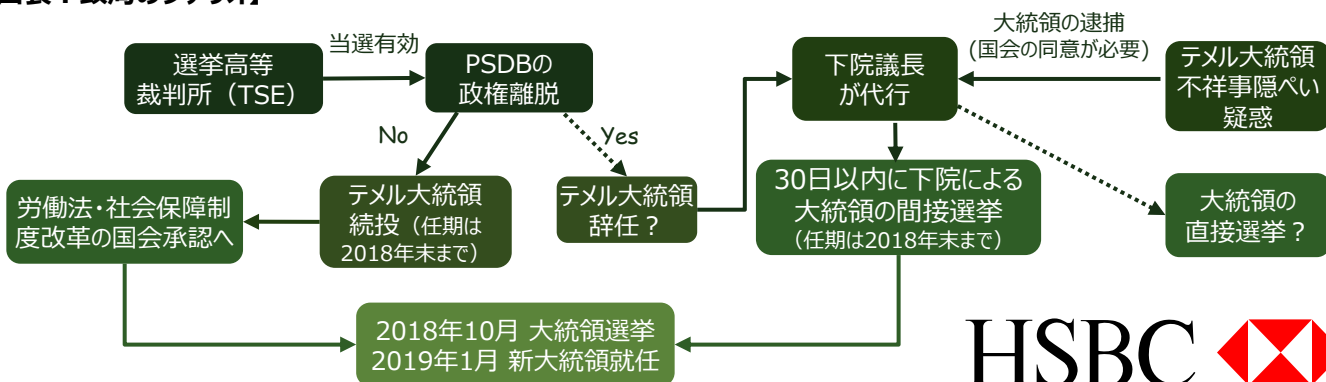 当選有効
選挙高等
裁判所（TSE）
PSDBの
政権離脱
下院議長
が代行
大統領の逮捕
(国会の同意が必要)
テメル大統領
不祥事隠ぺい
疑惑
No
Yes
労働法・社会保障制
度改革の国会承認へ
テメル大統領
続投（任期は
2018年末まで）
テメル大統領
辞任？
30日以内に下院による
大統領の間接選挙
（任期は2018年末まで）
大統領の
直接選挙？
2018年10月 大統領選挙
2019年1月 新大統領就任
HSBC